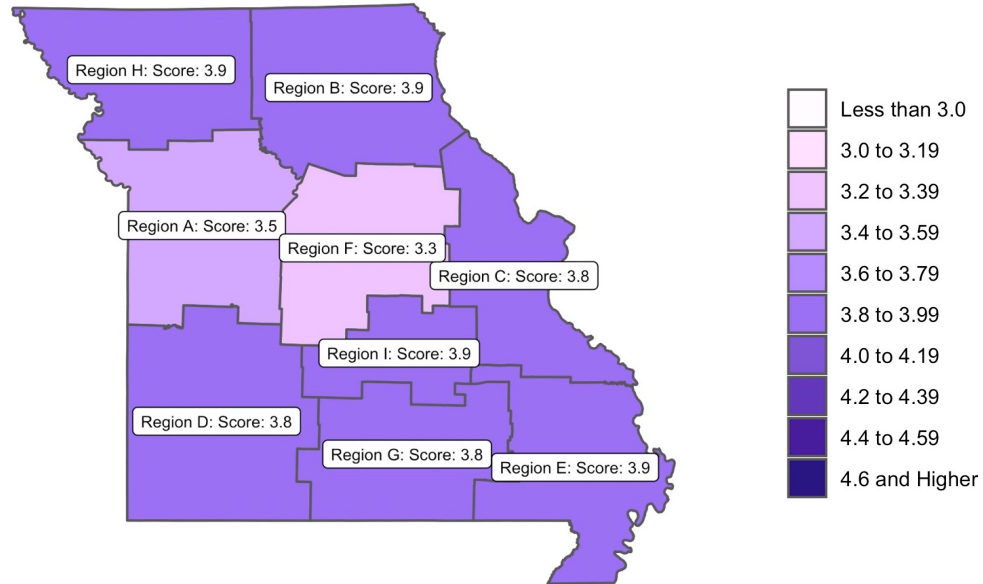 Region H: Score: 3.9
Region B: Score: 3.9
Region A: Score: 3.5
Region F: Score: 3.3
Region C: Score: 3.8
Region I: Score: 3.9
Region D: Score: 3.8
Region G: Score: 3.8
Region E: Score: 3.9
Less than 3.0
3.0 to 3.19
3.2 to 3.39
3.4 to 3.59
3.6 to 3.79
3.8 to 3.99
4.0 to 4.19
4.2 to 4.39
4.4 to 4.59
4.6 and Higher